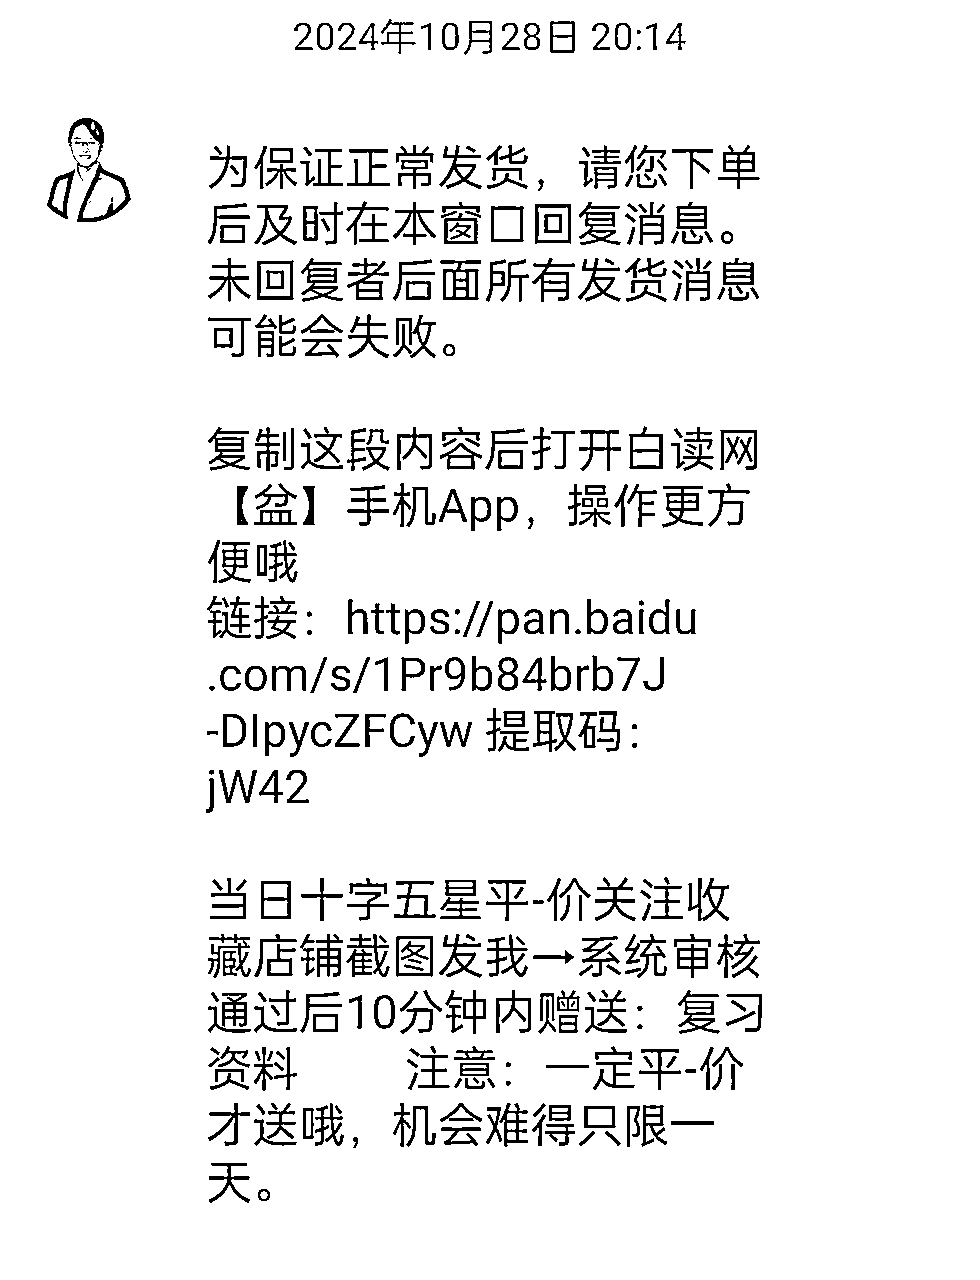 2024年10月28日 20:14
为保证正常发货，请您下单
后及时在本窗口回复消息。
未回复者后面所有发货消息
可能会失败。
复制这段内容后打开白读网
【盆】手机App，操作更方
便哦
链接：https://pan.baidu
.com/s/1Pr9b84brb7J
-DIpycZFCyw 提取码：
jW42
当日十字五星平-价关注收
藏店铺截图发我→系统审核
通过后10分钟内赠送：复习
资料 注意：一定平-价
才送哦，机会难得只限一
天。